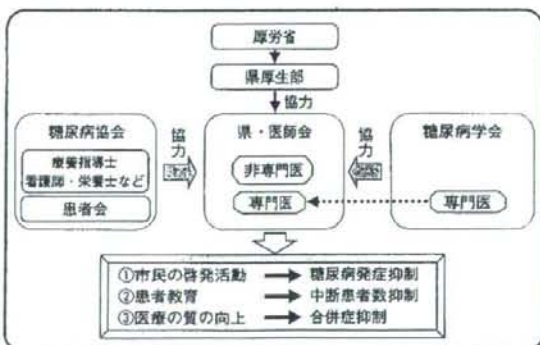 厚労省
県厚生部
協力
糖尿病協会
療養指導士
看護師・栄養士など
患者会
協力
県・医師会
非専門医
専門医
協力
糖尿病学会
専門医
①市民の啓発活動 → 糖尿病発症抑制
②患者教育 → 中断患者数抑制
③医療の質の向上 → 合併症抑制